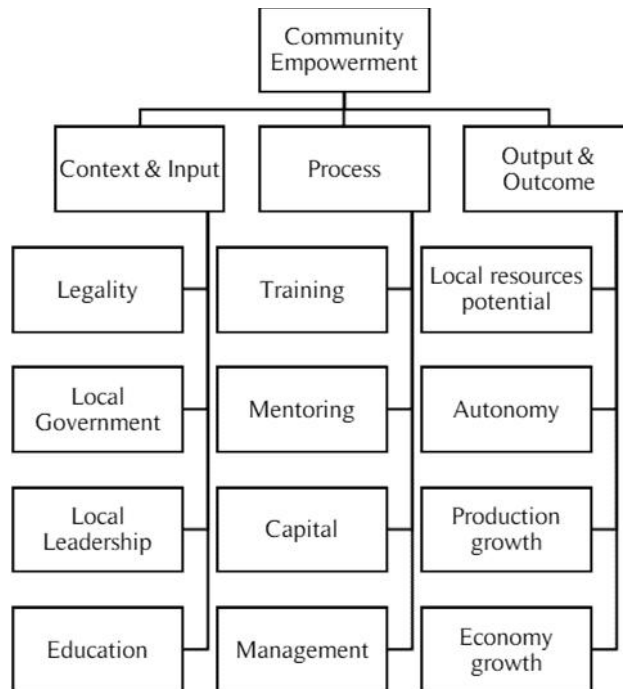 Community
Empowerment
Context & Input
Process
Output &
Outcome
Legality
Training
Local resources
potential
Local
Government
Mentoring
Autonomy
Local
Leadership
Capital
Production
growth
Education
Management
Economy
growth